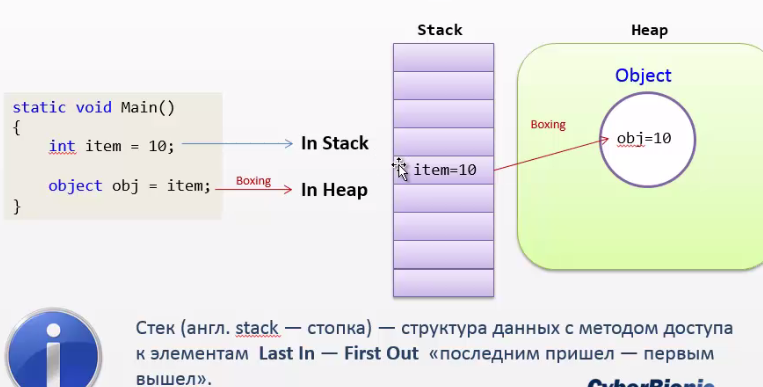 Stack
Heap
static void Main()
{
int item = 10;
In Stack
object obj = item;
Boxing
In Heap
}
item=10
Boxing
Object
obj=10
Стек (англ. stack — стопка) — структура данных с методом доступа
к элементам Last In — First Out «последним пришел — первым
вышел».
CyberBionic